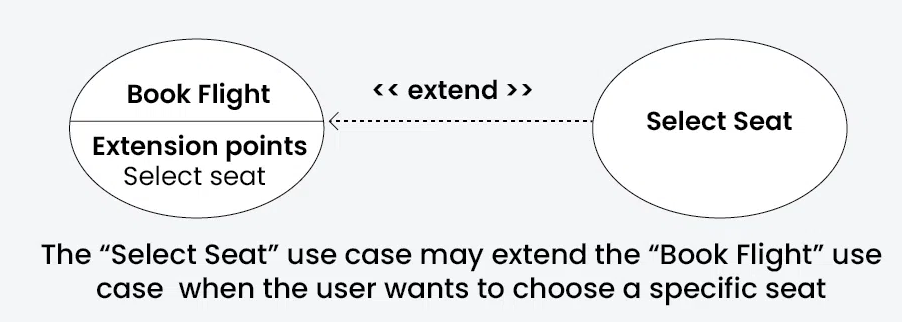 Book Flight
<< extend >>
Select Seat
Extension points
Select seat
The “Select Seat” use case may extend the “Book Flight” use
case  when the user wants to choose a specific seat